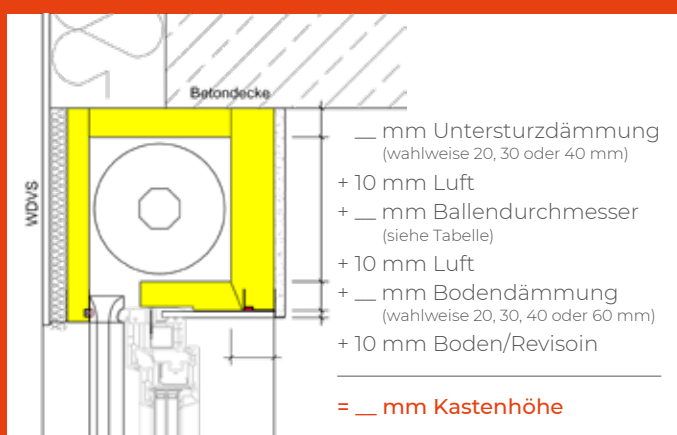 Betondecke
WDVS
__ mm Untersturzdämmung
(wahlweise 20, 30 oder 40 mm)
+ 10 mm Luft
+ __ mm Ballendurchmesser
(siehe Tabelle)
+ 10 mm Luft
+ __ mm Bodendämmung
(wahlweise 20, 30, 40 oder 60 mm)
+ 10 mm Boden/Revisoin
= __ mm Kastenhöhe